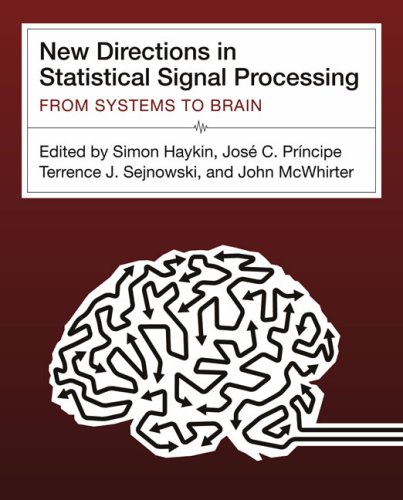 New Directions in
Statistical Signal Processing
FROM SYSTEMS TO BRAIN
Edited by Simon Haykin, José C. Príncipe
Terrence J. Sejnowski, and John McWhirter